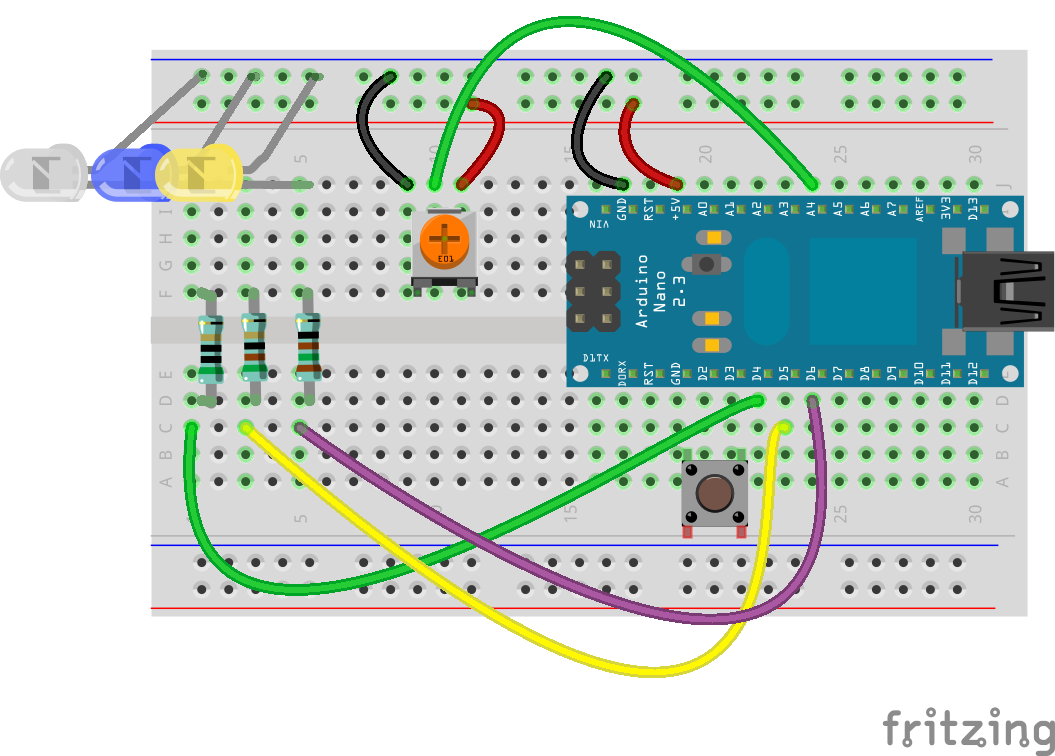 5
10
15
20
25
30
J
I
H
G
F
VIN
GND
RST
+5V
A0
A1
A2
A3
A4
A5
A6
A7
AREF
3V3
D13
E01
Arduino
Nano
2.3
D1TX
D0RX
RST
GND
D2
D3
D4
D5
D6
D7
D8
D9
D10
D11
D12
E
D
C
B
A
D
C
B
A
5
15
25
30
fritzing